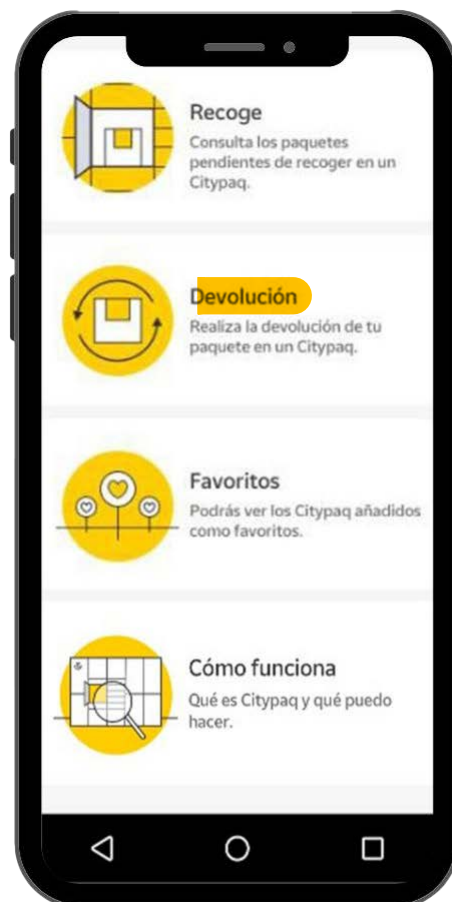 Recoge
Consulta los paquetes
pendientes de recoger en un
Citypaq.
Devolución
Realiza la devolución de tu
paquete en un Citypaq.
Favoritos
Podrás ver los Citypaq añadidos
como favoritos.
Cómo funciona
Qué es Citypaq y qué puedo
hacer.